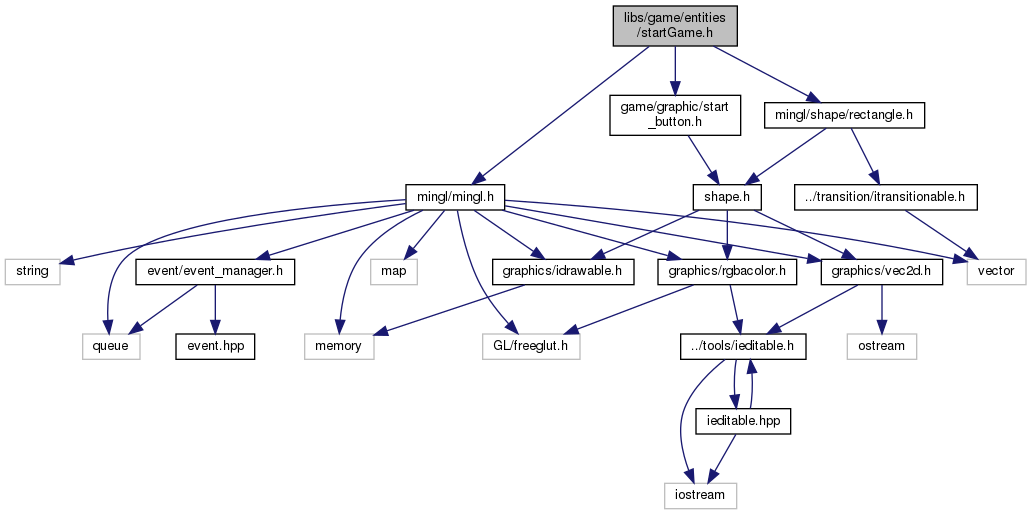 libs/game/entities
/startGame.h
game/graphic/start
_button.h
mingl/shape/rectangle.h
mingl/mingl.h
shape.h
../transition/itransitionable.h
string
event/event_manager.h
map
graphics/idrawable.h
graphics/rgbacolor.h
graphics/vec2d.h
vector
queue
event.hpp
memory
GL/freeglut.h
../tools/ieditable.h
ostream
ieditable.hpp
iostream